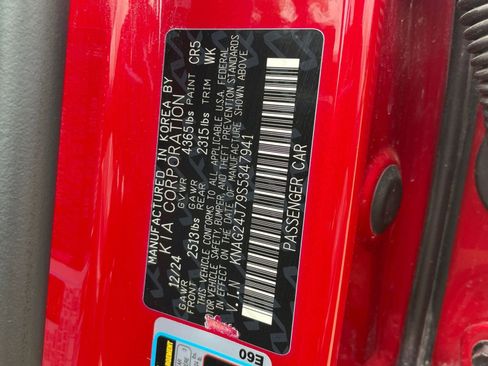 MANUFACTURED IN KOREA BY
KIA CORPORATION
12/24 GVWR 4365lbs PAINT CR5
GAWR FRONT 2513lbs GAWR REAR 2315lbs TRIM WK
THIS VEHICLE CONFORMS TO ALL APPLICABLE U.S.A. FEDERAL
MOTOR VEHICLE SAFETY, BUMPER, AND THEFT PREVENTION STANDARDS
IN EFFECT ON THE DATE OF MANUFACTURE SHOWN ABOVE
V.I.N KNAG24J79S5347941
PASSENGER CAR
E60